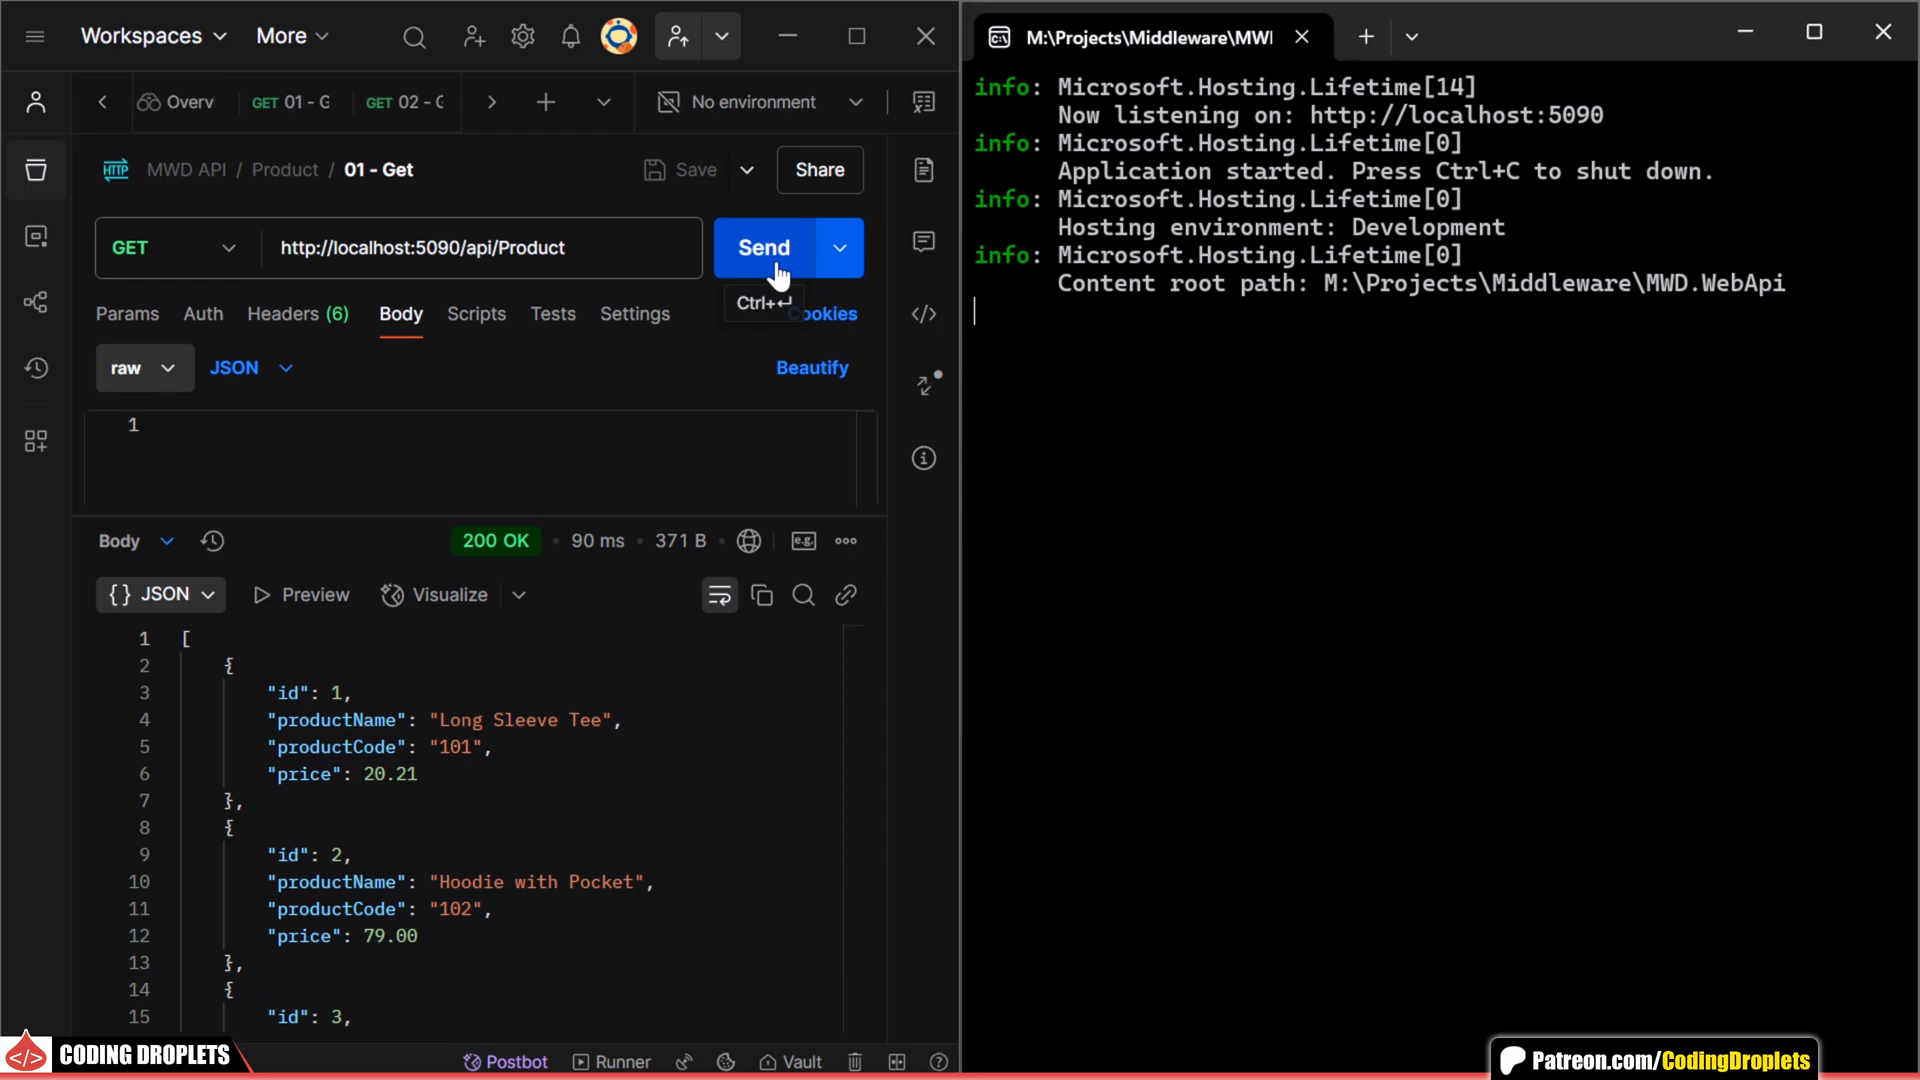 Workspaces More
Overv GET 01 - G GET 02 - G No environment
HTTP MWD API / Product / 01 - Get Save Share
GET http://localhost:5090/api/Product Send
Ctrl+↵
Params Auth Headers (6) Body Scripts Tests Settings ookies
raw JSON Beautify
1
Body 200 OK • 90 ms • 371 B e.g.
{} JSON Preview Visualize
1 [
2 {
3 "id": 1,
4 "productName": "Long Sleeve Tee",
5 "productCode": "101",
6 "price": 20.21
7 },
8 {
9 "id": 2,
10 "productName": "Hoodie with Pocket",
11 "productCode": "102",
12 "price": 79.00
13 },
14 {
15 "id": 3,
Postbot Runner Vault
CODING DROPLETS
M:\Projects\Middleware\MW
info: Microsoft.Hosting.Lifetime[14]
Now listening on: http://localhost:5090
info: Microsoft.Hosting.Lifetime[0]
Application started. Press Ctrl+C to shut down.
info: Microsoft.Hosting.Lifetime[0]
Hosting environment: Development
info: Microsoft.Hosting.Lifetime[0]
Content root path: M:\Projects\Middleware\MWD.WebApi
Patreon.com/CodingDroplets